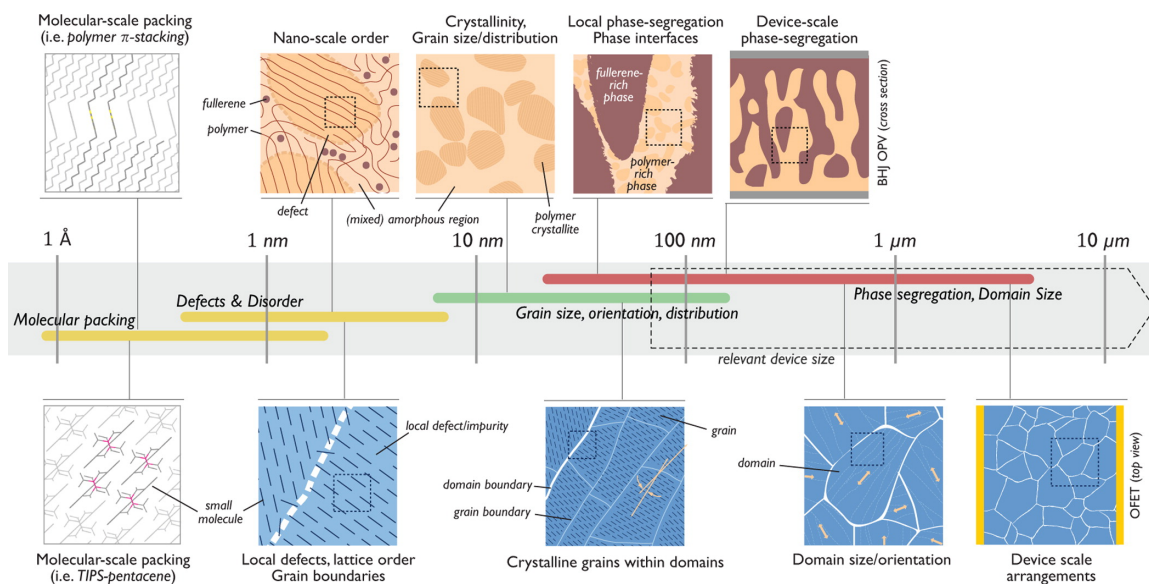 Molecular-scale packing
(i.e. polymer π-stacking)
Nano-scale order
Crystallinity,
Grain size/distribution
Local phase-segregation
Phase interfaces
Device-scale
phase-segregation
fullerene
polymer
defect
(mixed) amorphous region
polymer
crystallite
fullerene-
rich phase
polymer-
rich phase
BHJ OPV (cross section)
1 Å
1 nm
10 nm
100 nm
1 µm
10 µm
Molecular packing
Defects & Disorder
Grain size, orientation, distribution
Phase segregation, Domain Size
relevant device size
small
molecule
local defect/impurity
domain boundary
grain boundary
grain
domain
OFET (top view)
Molecular-scale packing
(i.e. TIPS-pentacene)
Local defects, lattice order
Grain boundaries
Crystalline grains within domains
Domain size/orientation
Device scale
arrangements